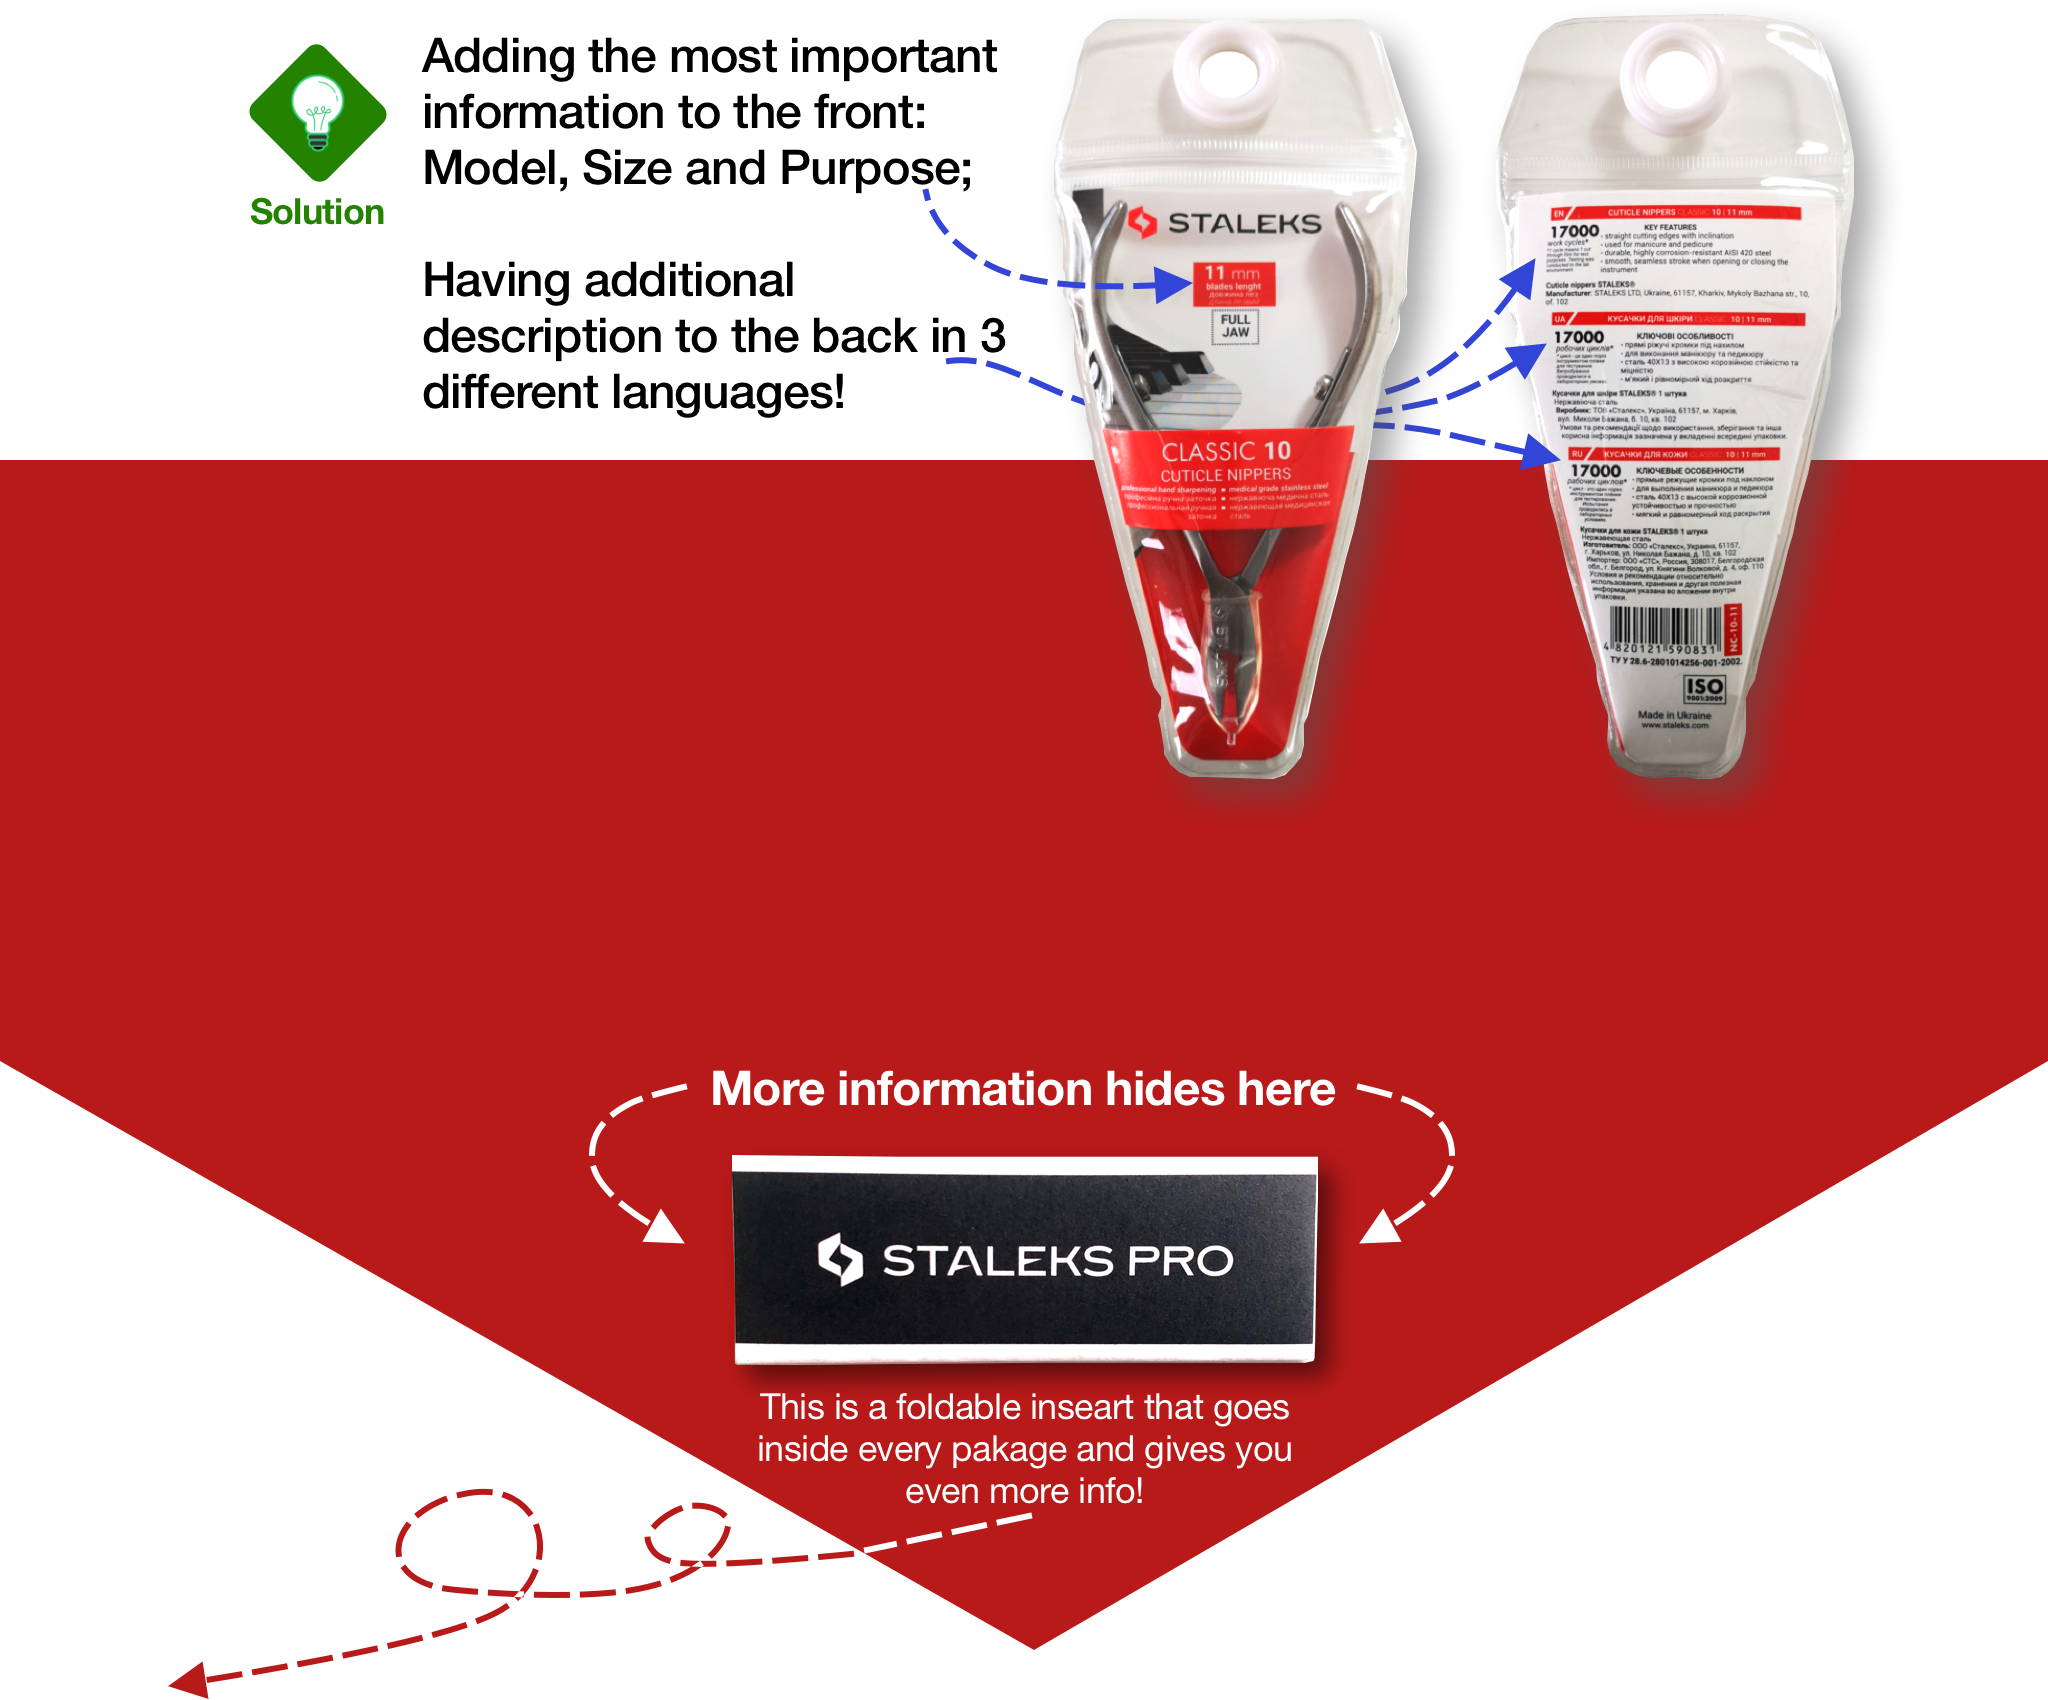 Adding the most important
information to the front:
Model, Size and Purpose;
Solution
Having additional
description to the back in 3
different languages!
STALEKS
11 mm
blades lenght
довжина лез
FULL
JAW
CLASSIC 10
CUTICLE NIPPERS
professional hand sharpening ▪ medical grade stainless steel
професійна ручна заточка ▪ нержавіюча медична сталь
профессиональная ручная ▪ нержавеющая медицинская
заточка сталь
STALEKS
EN CUTICLE NIPPERS CLASSIC 10 | 11 mm
17000
work cycles*
KEY FEATURES
- straight cutting edges with inclination
- used for manicure and pedicure
- durable, highly corrosion-resistant AISI 420 steel
- smooth, seamless stroke when opening or closing the
instrument
Cuticle nippers STALEKS®
Manufacturer: STALEKS LTD, Ukraine, 61157, Kharkiv, Mykoly Bazhana str., 10,
of. 102
UA КУСАЧКИ ДЛЯ ШКІРИ CLASSIC 10 | 11 mm
17000
робочих циклів*
КЛЮЧОВІ ОСОБЛИВОСТІ
- прямі ріжучі кромки під нахилом
- для виконання манікюру та педикюру
- сталь 40X13 з високою корозійною стійкістю та
міцністю
- м'який і рівномірний хід розкриття
Кусачки для шкіри STALEKS® 1 штука
Нержавіюча сталь
Виробник: ТОВ «Сталекс», Україна, 61157, м. Харків,
вул. Миколи Бажана, б. 10, кв. 102
Умови та рекомендації щодо використання, зберігання та інша
корисна інформація зазначена у вкладенні всередині упаковки.
RU КУСАЧКИ ДЛЯ КОЖИ CLASSIC 10 | 11 mm
17000
рабочих циклов*
КЛЮЧЕВЫЕ ОСОБЕННОСТИ
- прямые режущие кромки под наклоном
- для выполнения маникюра и педикюра
- сталь 40X13 с высокой коррозионной
устойчивостью и прочностью
- мягкий и равномерный ход раскрытия
Кусачки для кожи STALEKS® 1 штука
Нержавеющая сталь
Изготовитель: ООО «Сталекс», Украина, 61157,
г. Харьков, ул. Николая Бажана, д. 10, кв. 102
Импортер: ООО «СТС», Россия, 308017, Белгородская
обл., г. Белгород, ул. Княгини Волковой, д. 4, оф. 110
Условия и рекомендации относительно
использования, хранения и другая полезная
информация указана во вложении внутри
упаковки.
4 820121 590831
NC-10-11
ТУ У 28.6-2801014256-001-2002.
ISO
9001:2009
Made in Ukraine
www.staleks.com
More information hides here
STALEKS PRO
This is a foldable inseart that goes
inside every pakage and gives you
even more info!